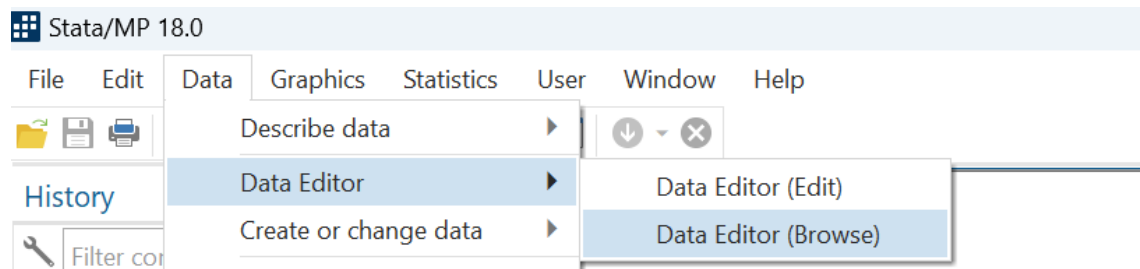 Stata/MP 18.0
File Edit Data Graphics Statistics User Window Help
Describe data
Data Editor
Data Editor (Edit)
History
Create or change data
Data Editor (Browse)
Filter